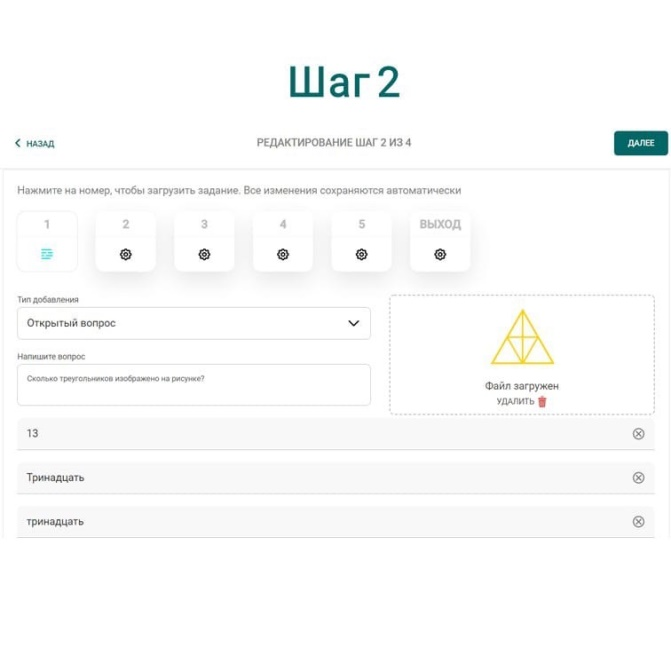 Шаг 2
НАЗАД
РЕДАКТИРОВАНИЕ ШАГ 2 ИЗ 4
ДАЛЕЕ
Нажмите на номер, чтобы загрузить задание. Все изменения сохраняются автоматически
1 2 3 4 5 ВЫХОД
Тип добавления
Открытый вопрос
Напишите вопрос
Сколько треугольников изображено на рисунке?
Файл загружен
УДАЛИТЬ
13
Тринадцать
тринадцать